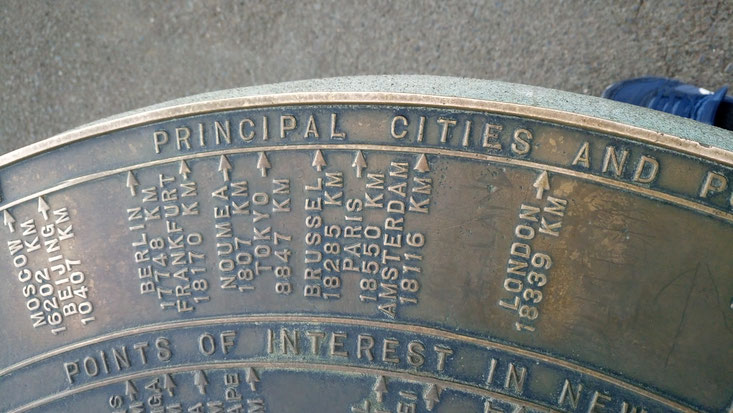 PRINCIPAL CITIES AND
MOSCOW
16202 KM
BEIJING
10407 KM
BERLIN
17748 KM
FRANKFURT
18170 KM
NOUMEA
1807 KM
TOKYO
8847 KM
BRUSSEL
18285 KM
PARIS
18550 KM
AMSTERDAM
18116 KM
LONDON
18339 KM
POINTS OF INTEREST IN NEW